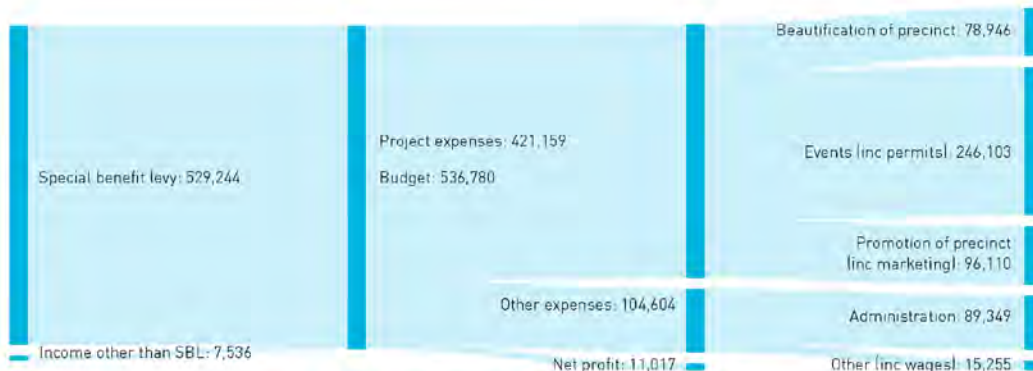 Beautification of precinct: 78,946
Project expenses: 421,159
Events (inc permits): 246,103
Special benefit levy: 529,244
Budget: 536,780
Promotion of precinct
(inc marketing): 96,110
Other expenses: 104,604
Administration: 89,349
Income other than SBL: 7,536
Net profit: 11,017
Other (inc wages): 15,255